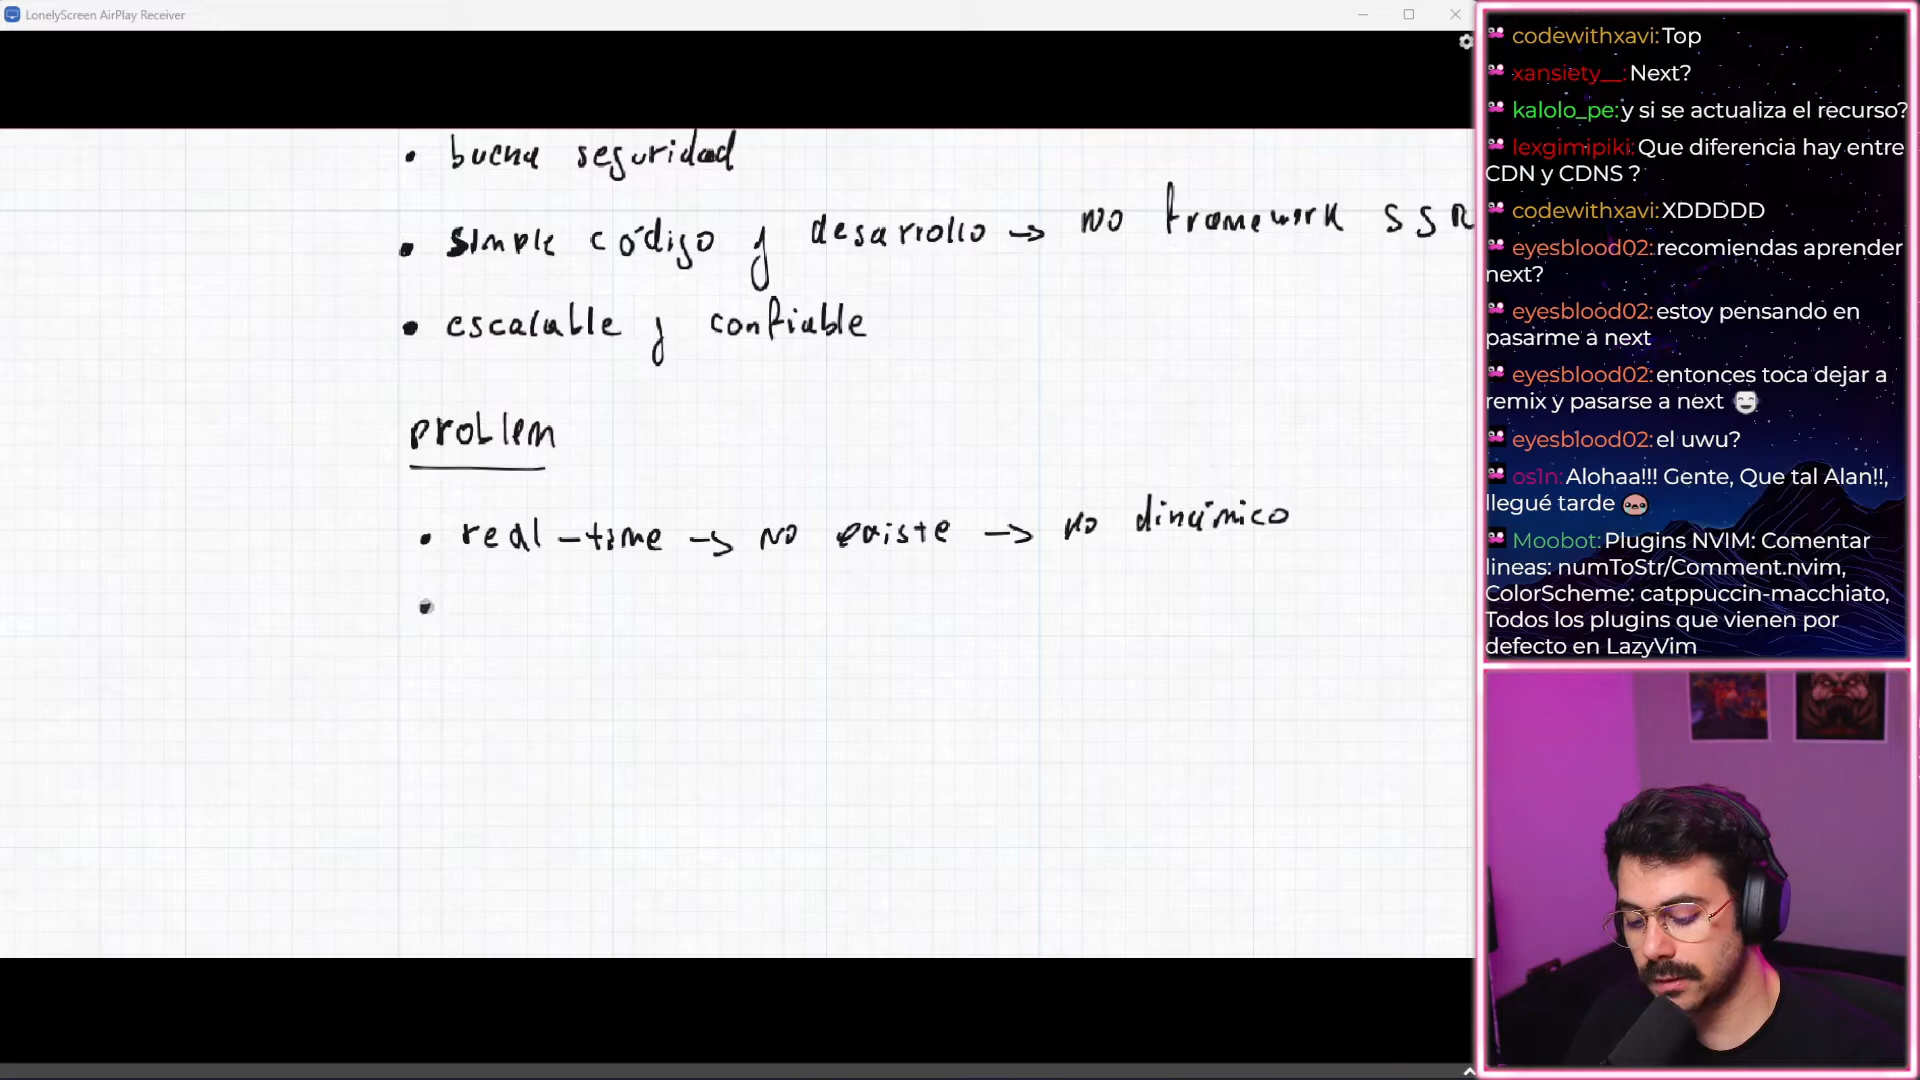 LonelyScreen AirPlay Receiver
• buena seguridad
• simple código y desarrollo → no framework SSR
• escalable y confiable
problem
• real-time → no existe → no dinámico
•
codewithxavi: Top
xansiety__: Next?
kalolo_pe: y si se actualiza el recurso?
lexgimipiki: Que diferencia hay entre
CDN y CDNS ?
codewithxavi: XDDDDD
eyesblood02: recomiendas aprender
next?
eyesblood02: estoy pensando en
pasarme a next
eyesblood02: entonces toca dejar a
remix y pasarse a next
eyesblood02: el uwu?
os1n: Alohaa!!! Gente, Que tal Alan!!,
llegué tarde
Moobot: Plugins NVIM: Comentar
lineas: numToStr/Comment.nvim,
ColorScheme: catppuccin-macchiato,
Todos los plugins que vienen por
defecto en LazyVim